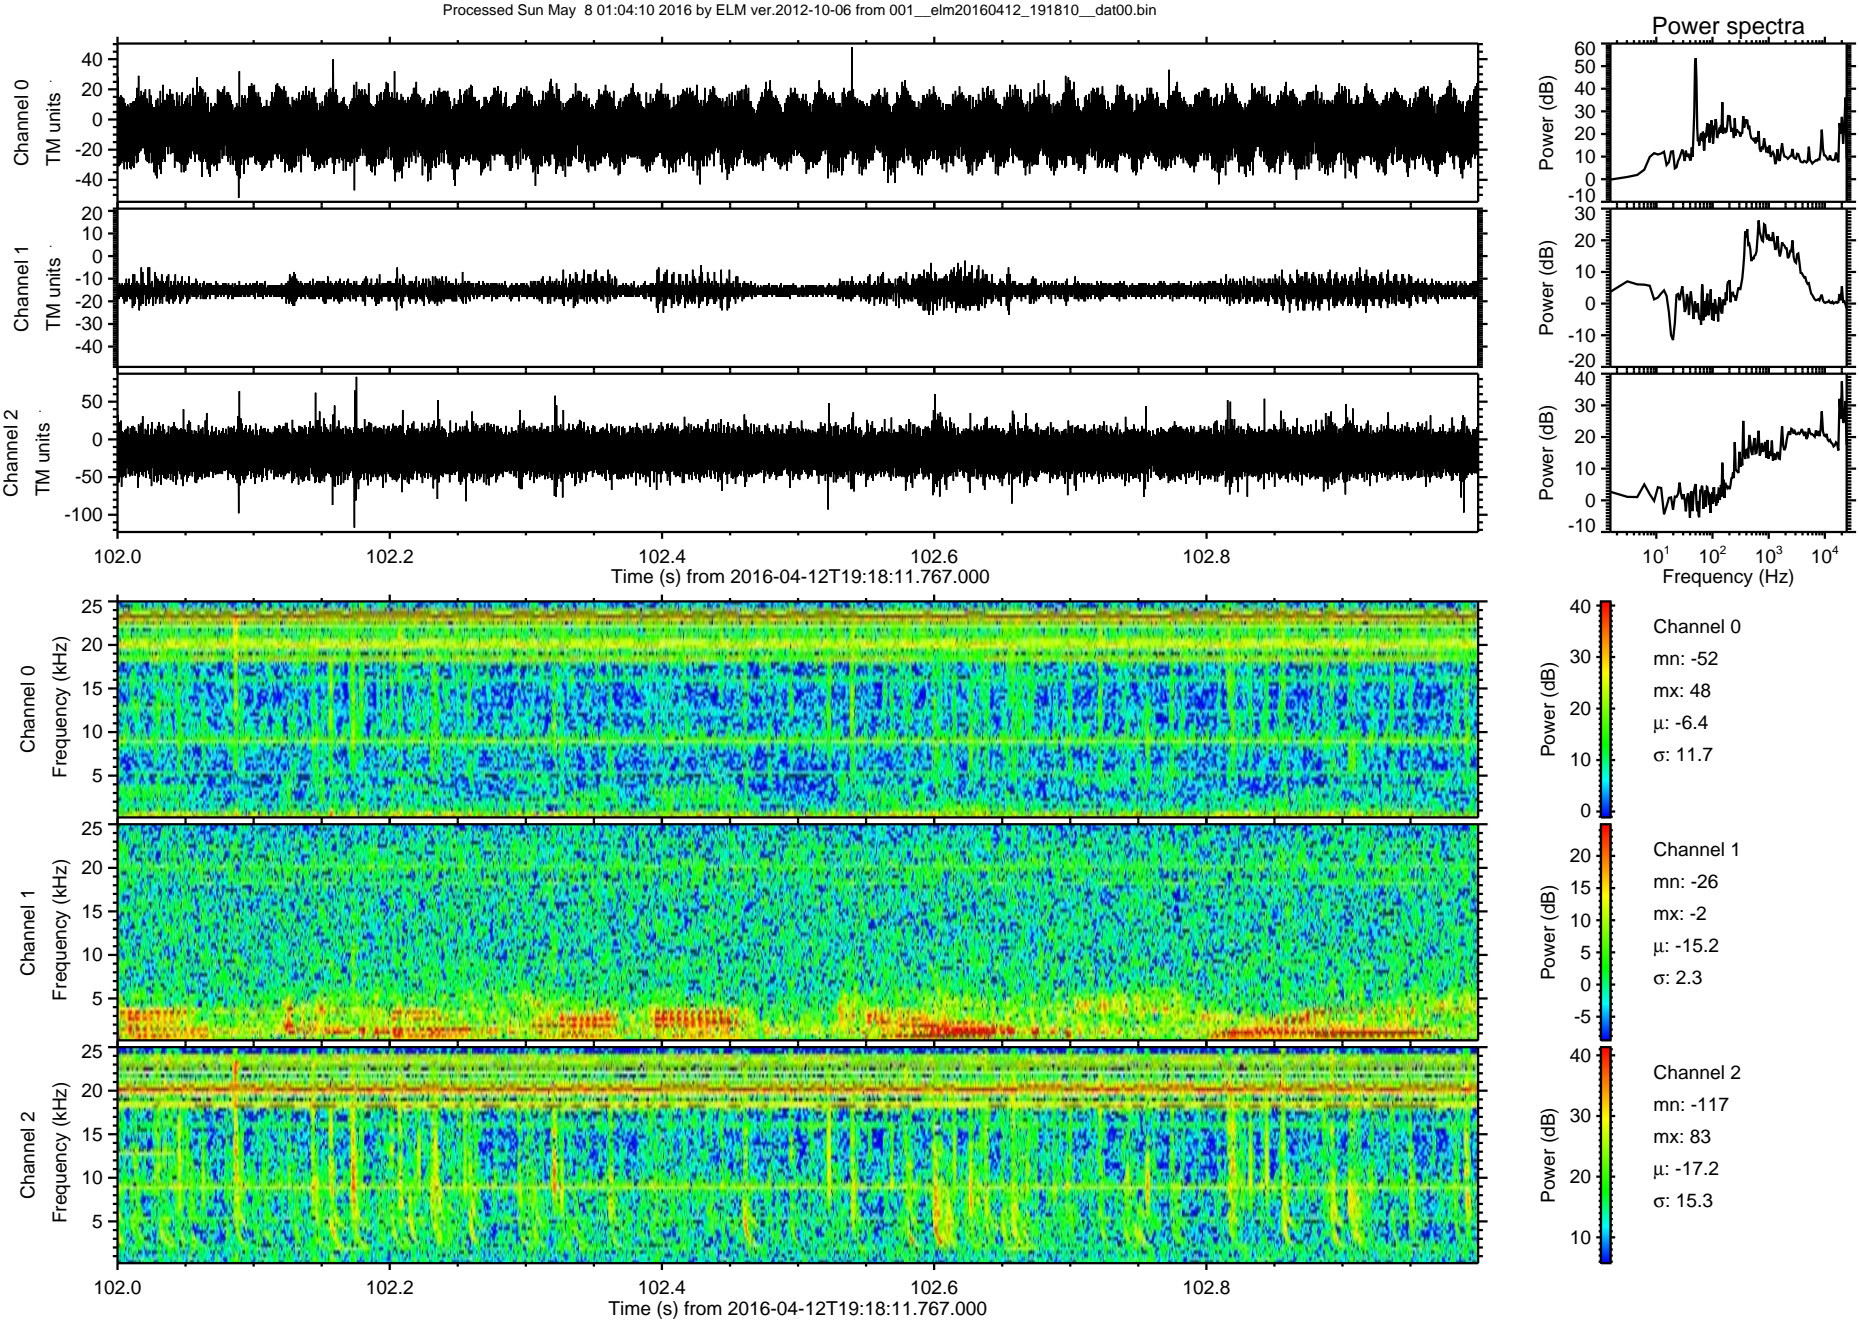 Processed Sun May  8 01:04:10 2016 by ELM ver.2012-10-06 from 001__elm20160412_191810__dat00.bin
Power spectra
Channel 0
TM units
40
20
0
-20
-40
Power (dB)
60
50
40
30
20
10
0
-10
Channel 1
TM units
20
10
0
-10
-20
-30
-40
Power (dB)
30
20
10
0
-10
-20
Channel 2
TM units
50
0
-50
-100
Power (dB)
40
30
20
10
0
-10
102.0 102.2 102.4 102.6 102.8
Time (s) from 2016-04-12T19:18:11.767.000
10¹ 10² 10³ 10⁴
Frequency (Hz)
Channel 0
Frequency (kHz)
25
20
15
10
5
Power (dB)
40
30
20
10
0
Channel 0
mn: -52
mx: 48
μ: -6.4
σ: 11.7
Channel 1
Frequency (kHz)
25
20
15
10
5
Power (dB)
20
15
10
5
0
-5
Channel 1
mn: -26
mx: -2
μ: -15.2
σ: 2.3
Channel 2
Frequency (kHz)
25
20
15
10
5
Power (dB)
40
30
20
10
Channel 2
mn: -117
mx: 83
μ: -17.2
σ: 15.3
102.0 102.2 102.4 102.6 102.8
Time (s) from 2016-04-12T19:18:11.767.000